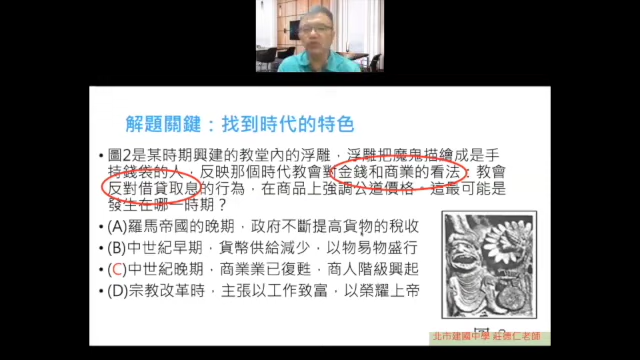 解題關鍵：找到時代的特色
• 圖2是某時期興建的教堂內的浮雕，浮雕把魔鬼描繪成是手
持錢袋的人，反映那個時代教會對金錢和商業的看法：教會
反對借貸取息的行為，在商品上強調公道價格。這最可能是
發生在哪一時期？
• (A)羅馬帝國的晚期，政府不斷提高貨物的稅收
• (B)中世紀早期，貨幣供給減少，以物易物盛行
• (C)中世紀晚期，商業業已復甦，商人階級興起
• (D)宗教改革時，主張以工作致富，以榮耀上帝
北市建國中學 莊德仁老師